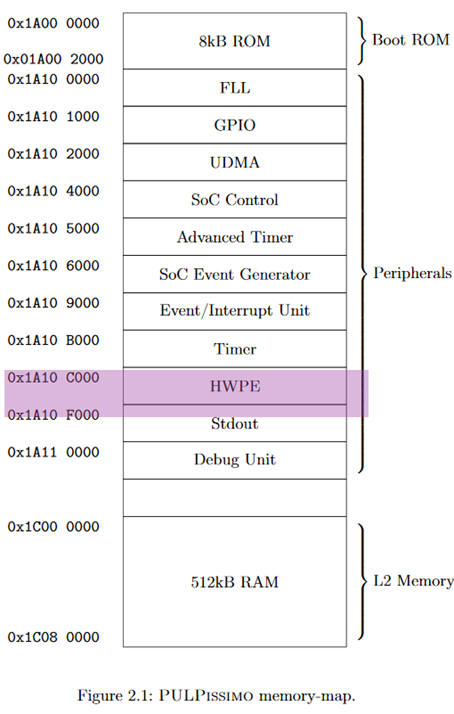 0x1A00 0000
8kB ROM
Boot ROM
0x01A00 2000
0x1A10 0000
FLL
0x1A10 1000
GPIO
0x1A10 2000
UDMA
0x1A10 4000
SoC Control
0x1A10 5000
Advanced Timer
0x1A10 6000
SoC Event Generator
Peripherals
0x1A10 9000
Event/Interrupt Unit
0x1A10 B000
Timer
0x1A10 C000
HWPE
0x1A10 F000
Stdout
0x1A11 0000
Debug Unit
0x1C00 0000
512kB RAM
L2 Memory
0x1C08 0000
Figure 2.1: PULPISSIMO memory-map.